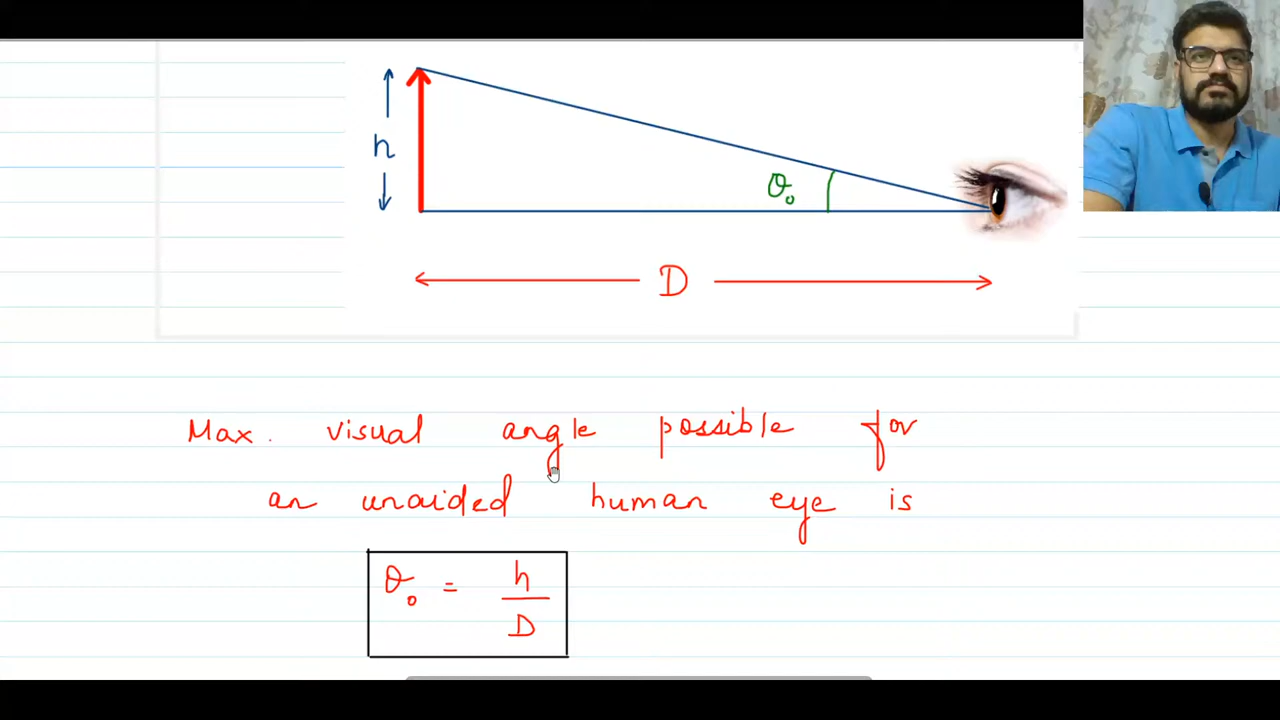 h
θ₀
D
Max. visual angle possible for
an unaided human eye is
θ₀ = h/D